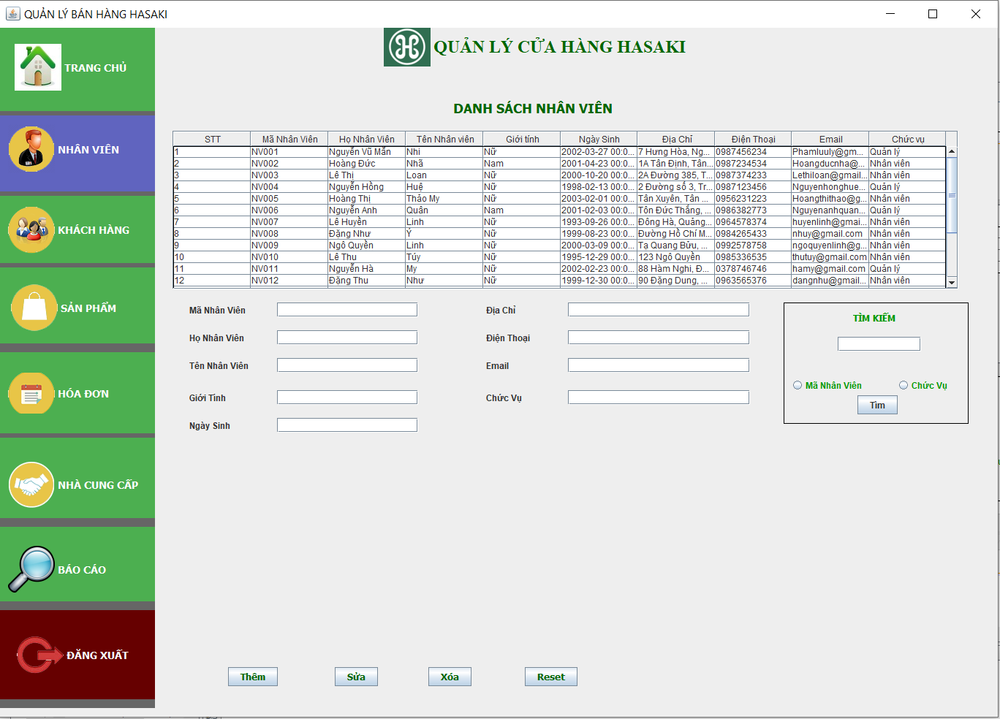 QUẢN LÝ BÁN HÀNG HASAKI
QUẢN LÝ CỬA HÀNG HASAKI
TRANG CHỦ
NHÂN VIÊN
KHÁCH HÀNG
SẢN PHẨM
HÓA ĐƠN
NHÀ CUNG CẤP
BÁO CÁO
ĐĂNG XUẤT
DANH SÁCH NHÂN VIÊN
STT Mã Nhân Viên Họ Nhân Viên Tên Nhân viên Giới tính Ngày Sinh Địa Chỉ Điện Thoại Email Chức vụ
1 NV001 Nguyễn Vũ Mẫn Nhi Nữ 2002-03-27 00:0... 7 Hưng Hòa, Ng... 0987456234 Phamluuly@gm... Quản lý
2 NV002 Hoàng Đức Nhã Nam 2001-04-23 00:0... 1A Tân Định, Tân... 0987234534 Hoangducnha@... Nhân viên
3 NV003 Lê Thị Loan Nữ 2000-10-20 00:0... 2A Đường 385, T... 0987374233 Lethiloan@gmail... Nhân viên
4 NV004 Nguyễn Hồng Huệ Nữ 1998-02-13 00:0... 2 Đường số 3, Tr... 0987123456 Nguyenhonghue... Quản lý
5 NV005 Hoàng Thị Thảo My Nữ 2003-02-01 00:0... Tân Xuyên, Tân ... 0956231223 Hoangthithao@g... Nhân viên
6 NV006 Nguyễn Anh Quân Nam 2001-02-03 00:0... Tôn Đức Thắng, ... 0986382773 Nguyenanhquan... Quản lý
7 NV007 Lê Huyền Linh Nữ 1993-09-26 00:0... Đông Hà, Quảng... 0964578374 huyenlinh@gmai... Nhân viên
8 NV008 Đặng Như Ý Nữ 1999-08-23 00:0... Đường Hồ Chí M... 0984265433 nhuy@gmail.com Nhân viên
9 NV009 Ngô Quyền Linh Nữ 2000-03-09 00:0... Tạ Quang Bửu, ... 0992578758 ngoquyenlinh@g... Nhân viên
10 NV010 Lê Thu Túy Nữ 1995-12-29 00:0... 123 Ngô Quyền 0985336535 thutuy@gmail.com Nhân viên
11 NV011 Nguyễn Hà My Nữ 2002-02-23 00:0... 88 Hàm Nghi, Đ... 0378746746 hamy@gmail.com Quản lý
12 NV012 Đặng Thu Như Nữ 1999-12-30 00:0... 90 Đặng Dung, ... 0963565376 dangnhu@gmail... Nhân viên
Mã Nhân Viên
Họ Nhân Viên
Tên Nhân Viên
Giới Tính
Ngày Sinh
Địa Chỉ
Điện Thoại
Email
Chức Vụ
TÌM KIẾM
Mã Nhân Viên Chức Vụ
Tìm
Thêm Sửa Xóa Reset